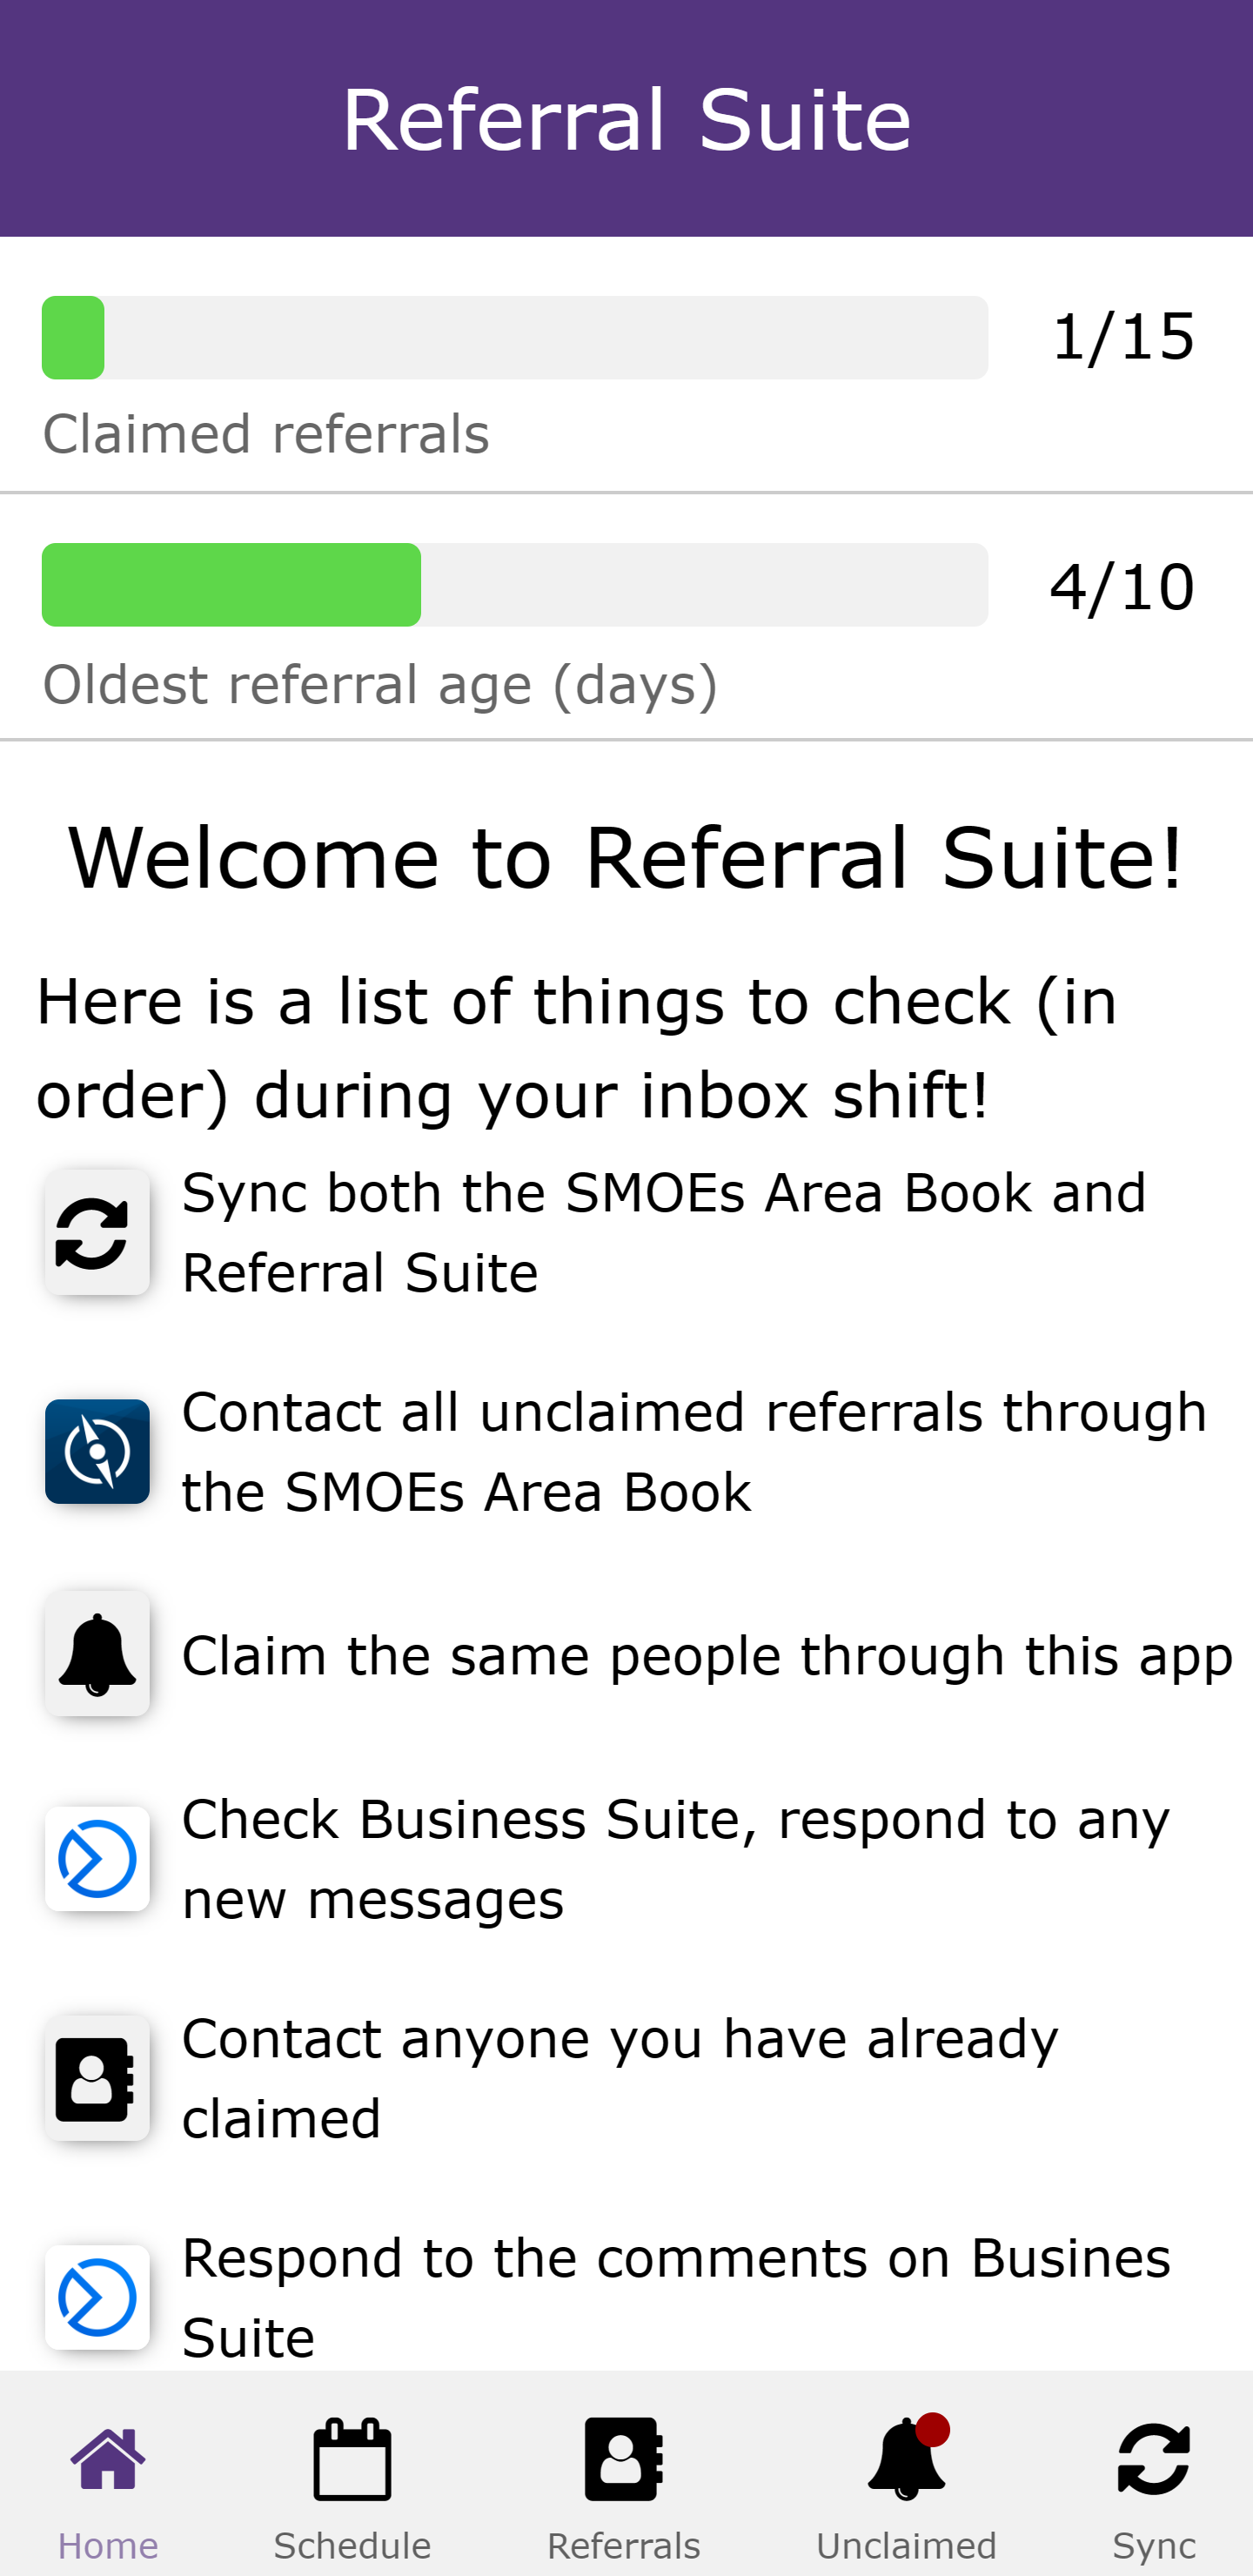 Referral Suite
1/15
Claimed referrals
4/10
Oldest referral age (days)
Welcome to Referral Suite!
Here is a list of things to check (in
order) during your inbox shift!
Sync both the SMOEs Area Book and
Referral Suite
Contact all unclaimed referrals through
the SMOEs Area Book
Claim the same people through this app
Check Business Suite, respond to any
new messages
Contact anyone you have already
claimed
Respond to the comments on Busines
Suite
Home
Schedule
Referrals
Unclaimed
Sync